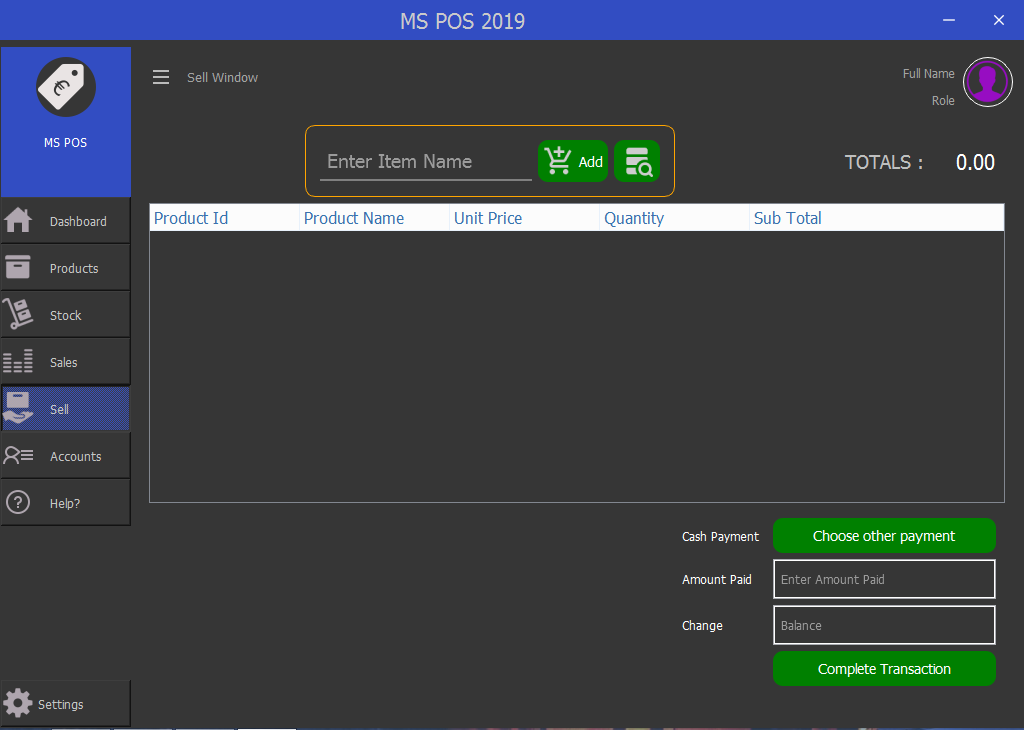 MS POS 2019
MS POS
Sell Window
Full Name
Role
Enter Item Name
Add
TOTALS :
0.00
Product Id
Product Name
Unit Price
Quantity
Sub Total
Dashboard
Products
Stock
Sales
Sell
Accounts
Help?
Cash Payment
Choose other payment
Amount Paid
Enter Amount Paid
Change
Balance
Complete Transaction
Settings